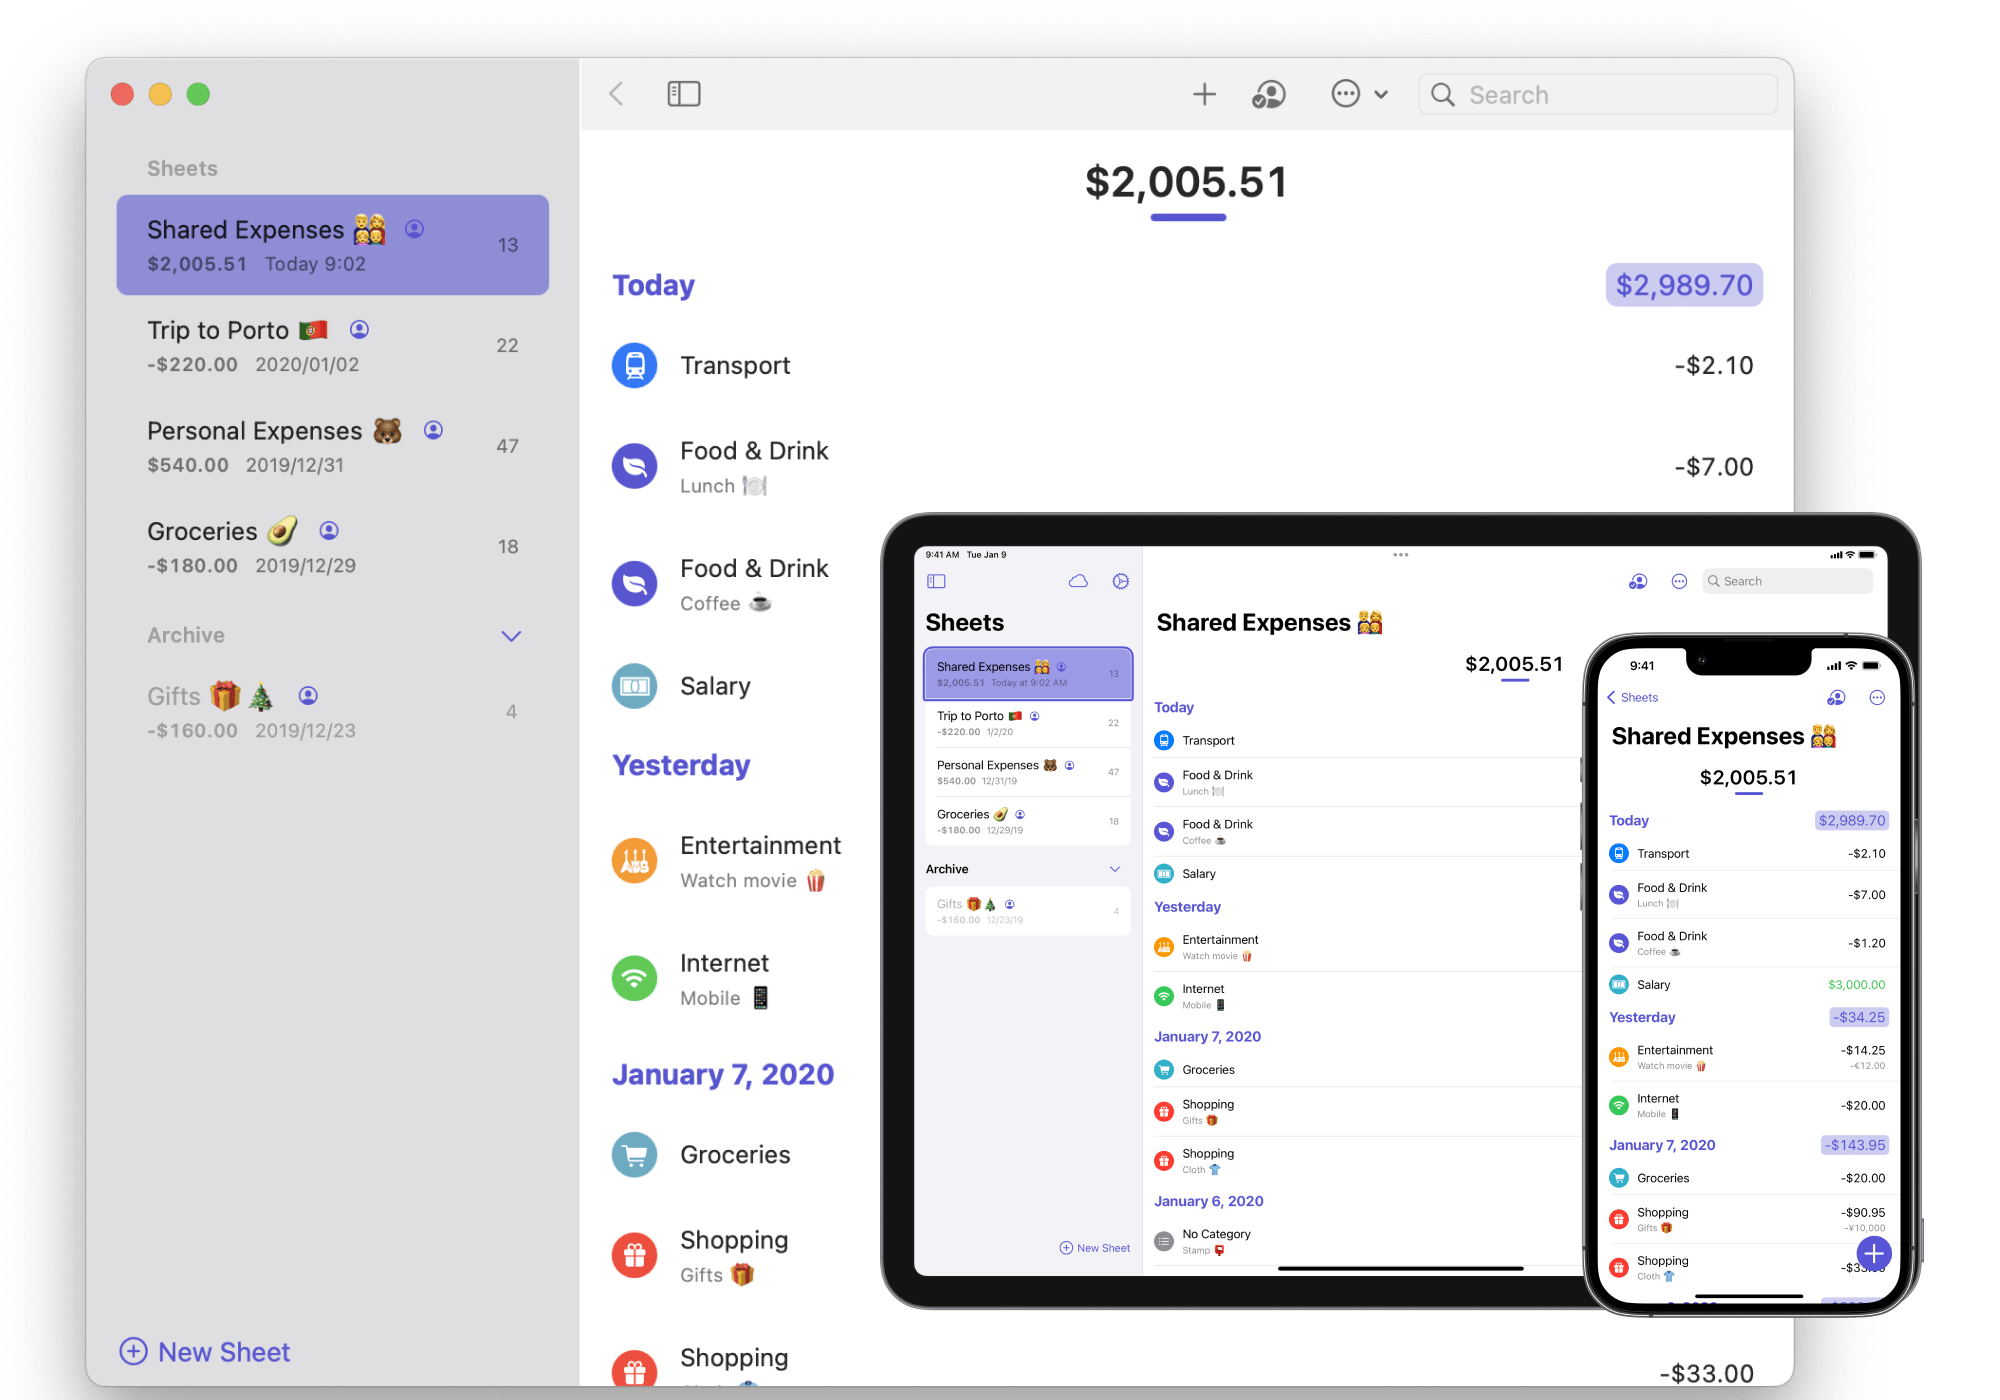 Search
Sheets
Shared Expenses
13
$2,005.51 Today 9:02
Trip to Porto
22
-$220.00 2020/01/02
Personal Expenses
47
$540.00 2019/12/31
Groceries
18
-$180.00 2019/12/29
Archive
Gifts
4
-$160.00 2019/12/23
New Sheet
$2,005.51
Today $2,989.70
Transport -$2.10
Food & Drink
Lunch
-$7.00
Food & Drink
Coffee
Salary
Yesterday
Entertainment
Watch movie
Internet
Mobile
January 7, 2020
Groceries
Shopping
Gifts
Shopping
-$33.00
9:41 AM Tue Jan 9
Search
Sheets
Shared Expenses
13
$2,005.51 Today at 9:02 AM
Trip to Porto
22
-$220.00 1/2/20
Personal Expenses
47
$540.00 12/31/19
Groceries
18
-$180.00 12/29/19
Archive
Gifts
4
-$160.00 12/23/19
New Sheet
Shared Expenses
$2,005.51
Today
Transport
Food & Drink
Lunch
Food & Drink
Coffee
Salary
Yesterday
Entertainment
Watch movie
Internet
Mobile
January 7, 2020
Groceries
Shopping
Gifts
Shopping
Cloth
January 6, 2020
No Category
Stamp
9:41
Sheets
Shared Expenses
$2,005.51
Today $2,989.70
Transport -$2.10
Food & Drink
Lunch
-$7.00
Food & Drink
Coffee
-$1.20
Salary $3,000.00
Yesterday -$34.25
Entertainment -$14.25
Watch movie -€12.00
Internet
Mobile
-$20.00
January 7, 2020 -$143.95
Groceries -$20.00
Shopping -$90.95
Gifts -¥10,000
Shopping
Cloth